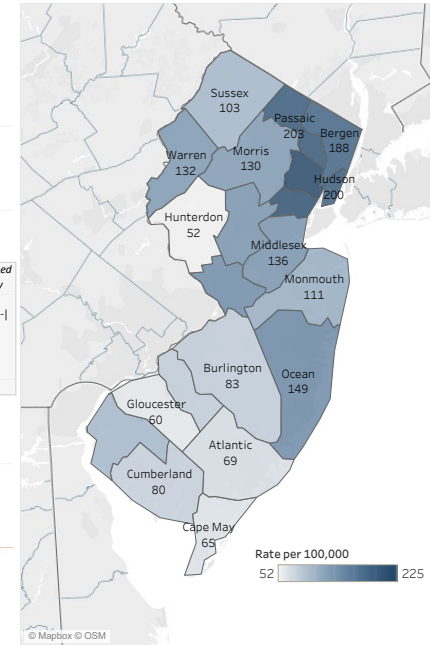 Sussex
103
Passaic
203
Bergen
188
Warren
132
Morris
130
Hudson
200
Hunterdon
52
Middlesex
136
Monmouth
111
ed
Burlington
83
Ocean
149
Gloucester
60
Atlantic
69
Cumberland
80
Cape May
65
Rate per 100,000
52
225
© Mapbox © OSM